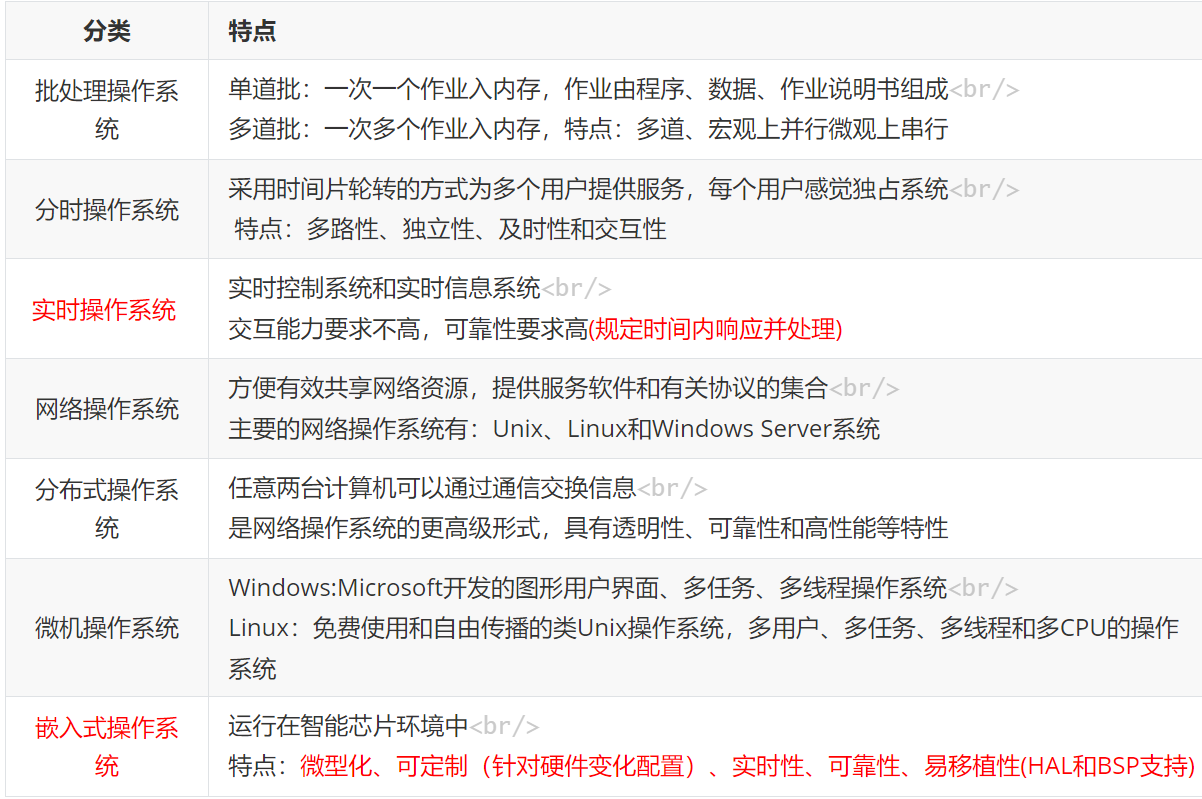 分类
特点
批处理操作系
统
单道批：一次一个作业入内存，作业由程序、数据、作业说明书组成<br/>
多道批：一次多个作业入内存，特点：多道、宏观上并行微观上串行
分时操作系统
采用时间片轮转的方式为多个用户提供服务，每个用户感觉独占系统<br/>
特点：多路性、独立性、及时性和交互性
实时操作系统
实时控制系统和实时信息系统<br/>
交互能力要求不高，可靠性要求高(规定时间内响应并处理)
网络操作系统
方便有效共享网络资源，提供服务软件和有关协议的集合<br/>
主要的网络操作系统有：Unix、Linux和Windows Server系统
分布式操作系
统
任意两台计算机可以通过通信交换信息<br/>
是网络操作系统的更高级形式，具有透明性、可靠性和高性能等特性
微机操作系统
Windows:Microsoft开发的图形用户界面、多任务、多线程操作系统<br/>
Linux：免费使用和自由传播的类Unix操作系统，多用户、多任务、多线程和多CPU的操作
系统
嵌入式操作系
统
运行在智能芯片环境中<br/>
特点：微型化、可定制（针对硬件变化配置）、实时性、可靠性、易移植性(HAL和BSP支持)